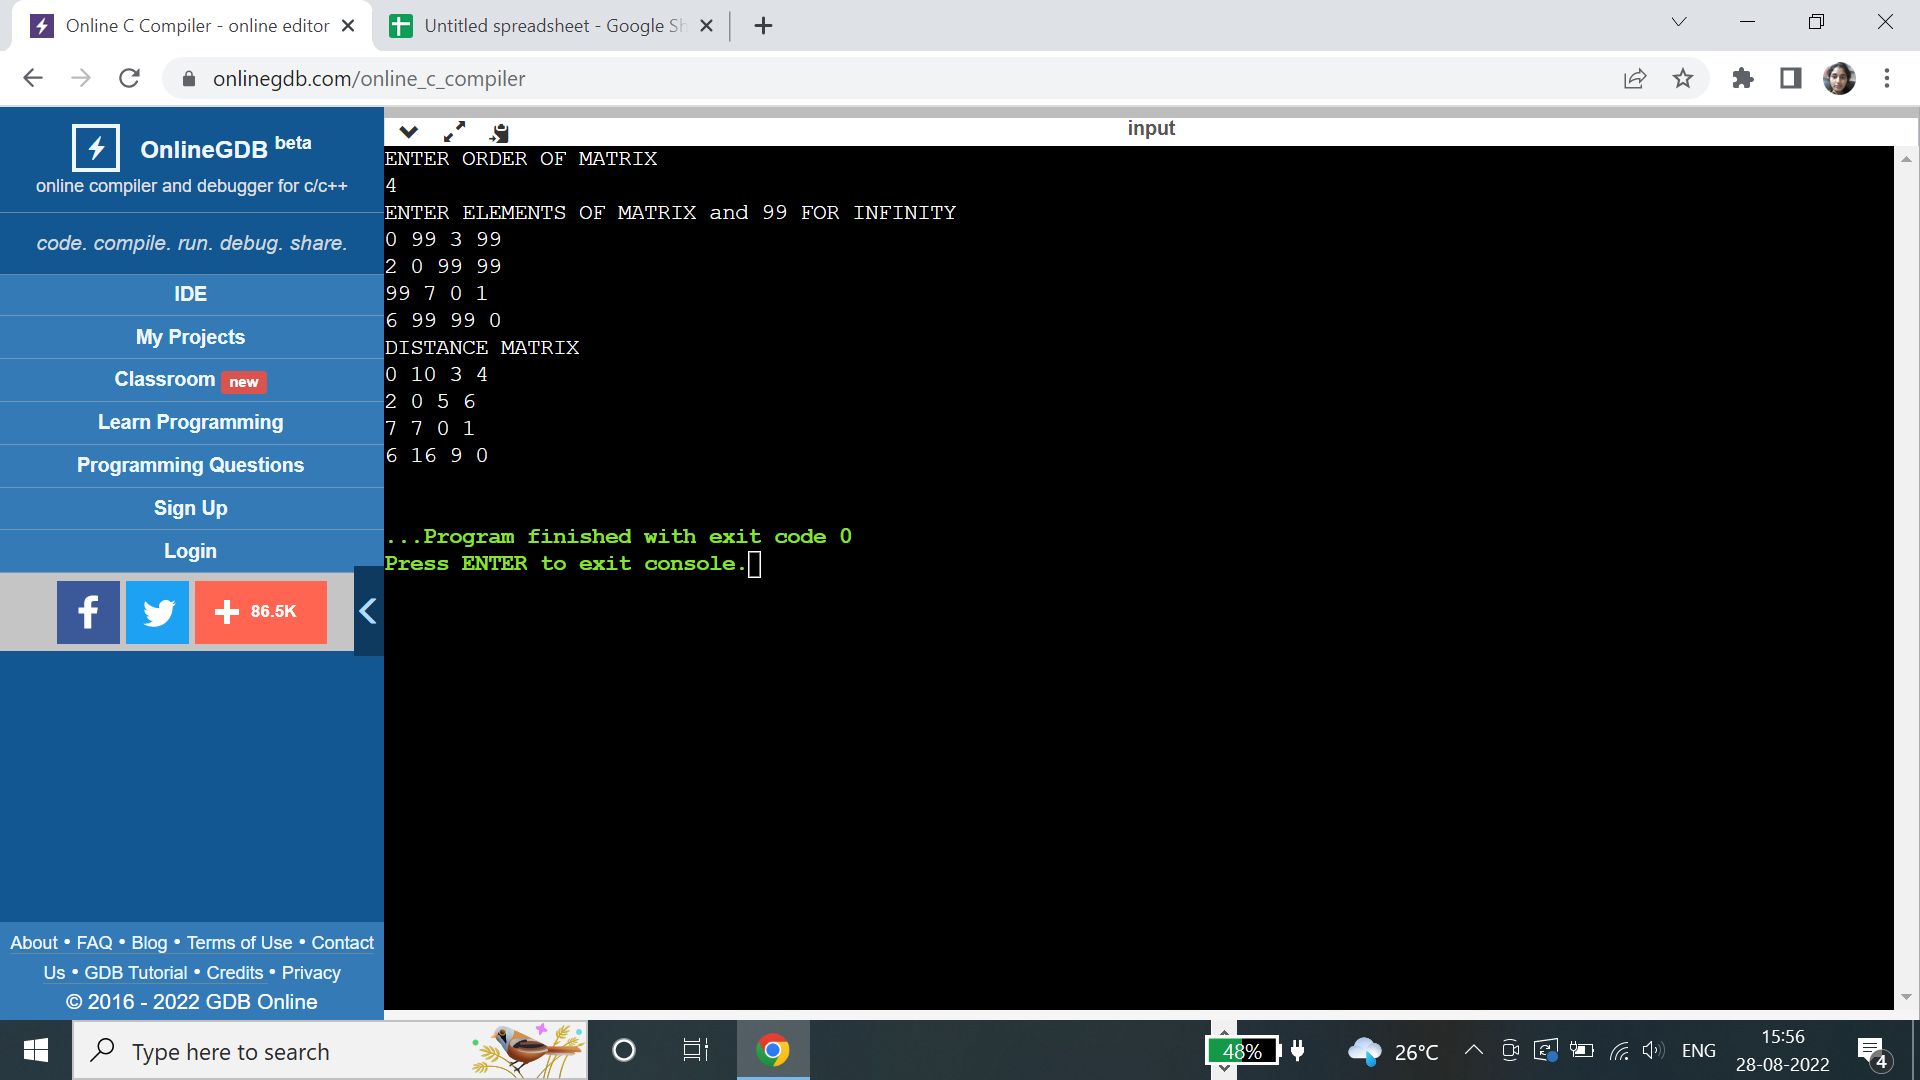 Online C Compiler - online editor
Untitled spreadsheet - Google Sh
onlinegdb.com/online_c_compiler
OnlineGDB beta
online compiler and debugger for c/c++
code. compile. run. debug. share.
IDE
My Projects
Classroom new
Learn Programming
Programming Questions
Sign Up
Login
f
86.5K
About • FAQ • Blog • Terms of Use • Contact
Us • GDB Tutorial • Credits • Privacy
© 2016 - 2022 GDB Online
input
ENTER ORDER OF MATRIX
4
ENTER ELEMENTS OF MATRIX and 99 FOR INFINITY
0 99 3 99
2 0 99 99
99 7 0 1
6 99 99 0
DISTANCE MATRIX
0 10 3 4
2 0 5 6
7 7 0 1
6 16 9 0
...Program finished with exit code 0
Press ENTER to exit console.
Type here to search
48%
26°C
ENG
15:56
28-08-2022
4